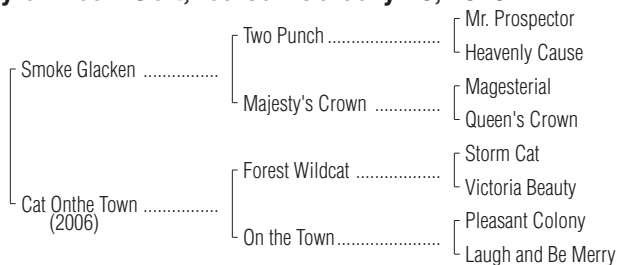 Mr. Prospector
Two Punch ......................
Heavenly Cause
Smoke Glacken ...............
Magesterial
Majesty's Crown .............
Queen's Crown
Storm Cat
Forest Wildcat .................
Victoria Beauty
Cat Onthe Town ...............
(2006)
Pleasant Colony
On the Town....................
Laugh and Be Merry